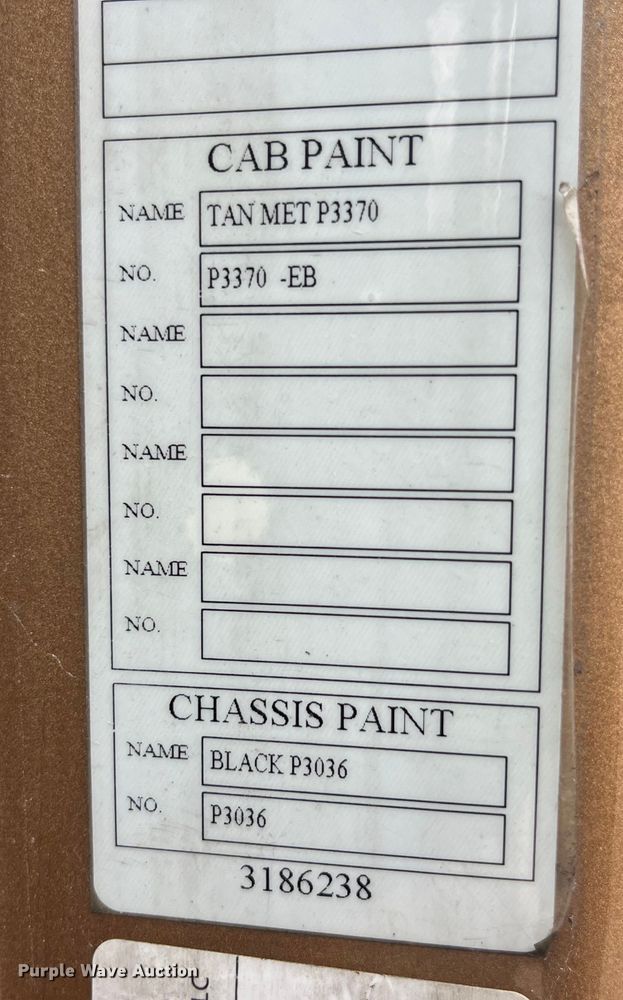 CAB PAINT
NAME TAN MET P3370
NO. P3370 -EB
NAME
NO.
NAME
NO.
NAME
NO.
CHASSIS PAINT
NAME BLACK P3036
NO. P3036
3186238
LC
Purple Wave Auction